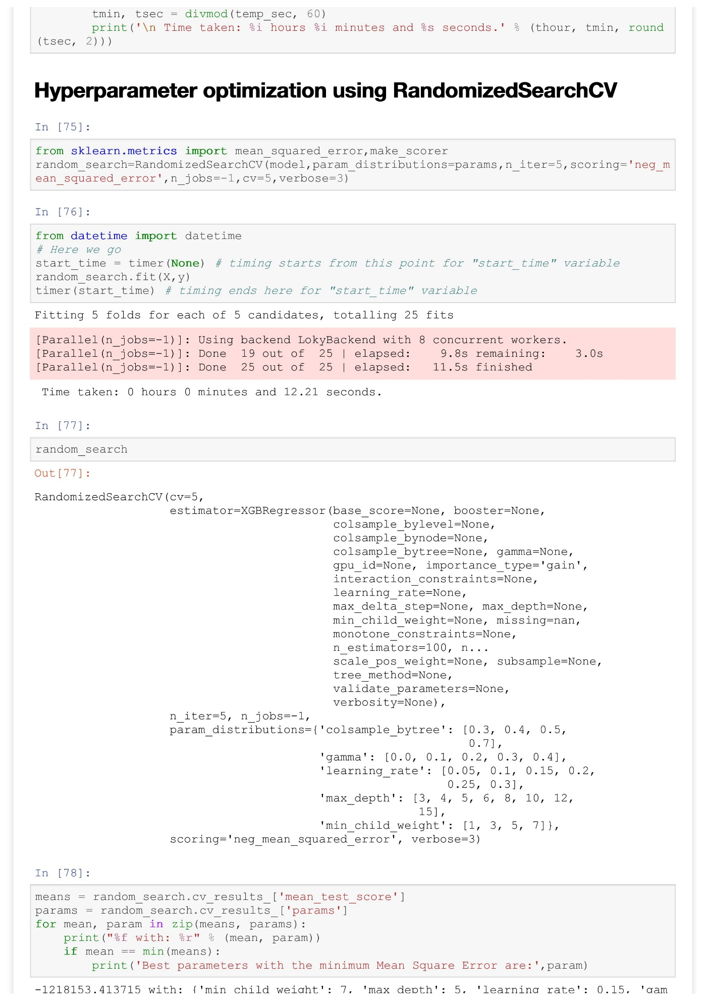 tmin, tsec = divmod(temp_sec, 60)
print('\n Time taken: %i hours %i minutes and %s seconds.' % (thour, tmin, round
(tsec, 2)))
Hyperparameter optimization using RandomizedSearchCV
In [75]:
from sklearn.metrics import mean_squared_error,make_scorer
random_search=RandomizedSearchCV(model,param_distributions=params,n_iter=5,scoring='neg_m
ean_squared_error',n_jobs=-1,cv=5,verbose=3)
In [76]:
from datetime import datetime
# Here we go
start_time = timer(None) # timing starts from this point for "start_time" variable
random_search.fit(X,y)
timer(start_time) # timing ends here for "start_time" variable
Fitting 5 folds for each of 5 candidates, totalling 25 fits
[Parallel(n_jobs=-1)]: Using backend LokyBackend with 8 concurrent workers.
[Parallel(n_jobs=-1)]: Done  19 out of  25 | elapsed:    9.8s remaining:    3.0s
[Parallel(n_jobs=-1)]: Done  25 out of  25 | elapsed:   11.5s finished
Time taken: 0 hours 0 minutes and 12.21 seconds.
In [77]:
random_search
Out[77]:
RandomizedSearchCV(cv=5,
estimator=XGBRegressor(base_score=None, booster=None,
colsample_bylevel=None,
colsample_bynode=None,
colsample_bytree=None, gamma=None,
gpu_id=None, importance_type='gain',
interaction_constraints=None,
learning_rate=None,
max_delta_step=None, max_depth=None,
min_child_weight=None, missing=nan,
monotone_constraints=None,
n_estimators=100, n...
scale_pos_weight=None, subsample=None,
tree_method=None,
validate_parameters=None,
verbosity=None),
n_iter=5, n_jobs=-1,
param_distributions={'colsample_bytree': [0.3, 0.4, 0.5,
0.7],
'gamma': [0.0, 0.1, 0.2, 0.3, 0.4],
'learning_rate': [0.05, 0.1, 0.15, 0.2,
0.25, 0.3],
'max_depth': [3, 4, 5, 6, 8, 10, 12,
15],
'min_child_weight': [1, 3, 5, 7]},
scoring='neg_mean_squared_error', verbose=3)
In [78]:
means = random_search.cv_results_['mean_test_score']
params = random_search.cv_results_['params']
for mean, param in zip(means, params):
print("%f with: %r" % (mean, param))
if mean == min(means):
print('Best parameters with the minimum Mean Square Error are:',param)
-1218153.413715 with: {'min_child_weight': 7, 'max_depth': 5, 'learning_rate': 0.15, 'gam